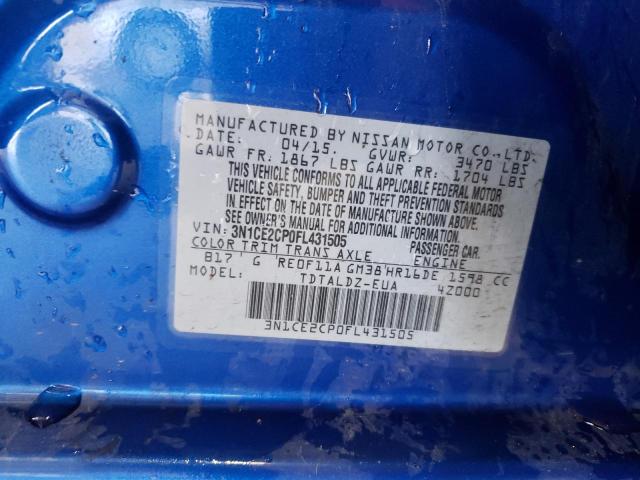 MANUFACTURED BY NISSAN MOTOR CO.,LTD.
DATE: 04/15. GVWR: 3470 LBS
GAWR FR: 1867 LBS GAWR RR: 1704 LBS
THIS VEHICLE CONFORMS TO ALL APPLICABLE FEDERAL MOTOR
VEHICLE SAFETY, BUMPER AND THEFT PREVENTION STANDARDS
IN EFFECT ON THE DATE OF MANUFACTURE SHOWN ABOVE.
SEE OWNER'S MANUAL FOR ADDITIONAL INFORMATION
VIN: 3N1CE2CP0FL431505 PASSENGER CAR.
COLOR TRIM TRANS AXLE ENGINE
B17 G RE0F11A GM38 HR16DE 1598 CC
MODEL: TDTALDZ-EUA 4Z000
3N1CE2CP0FL431505